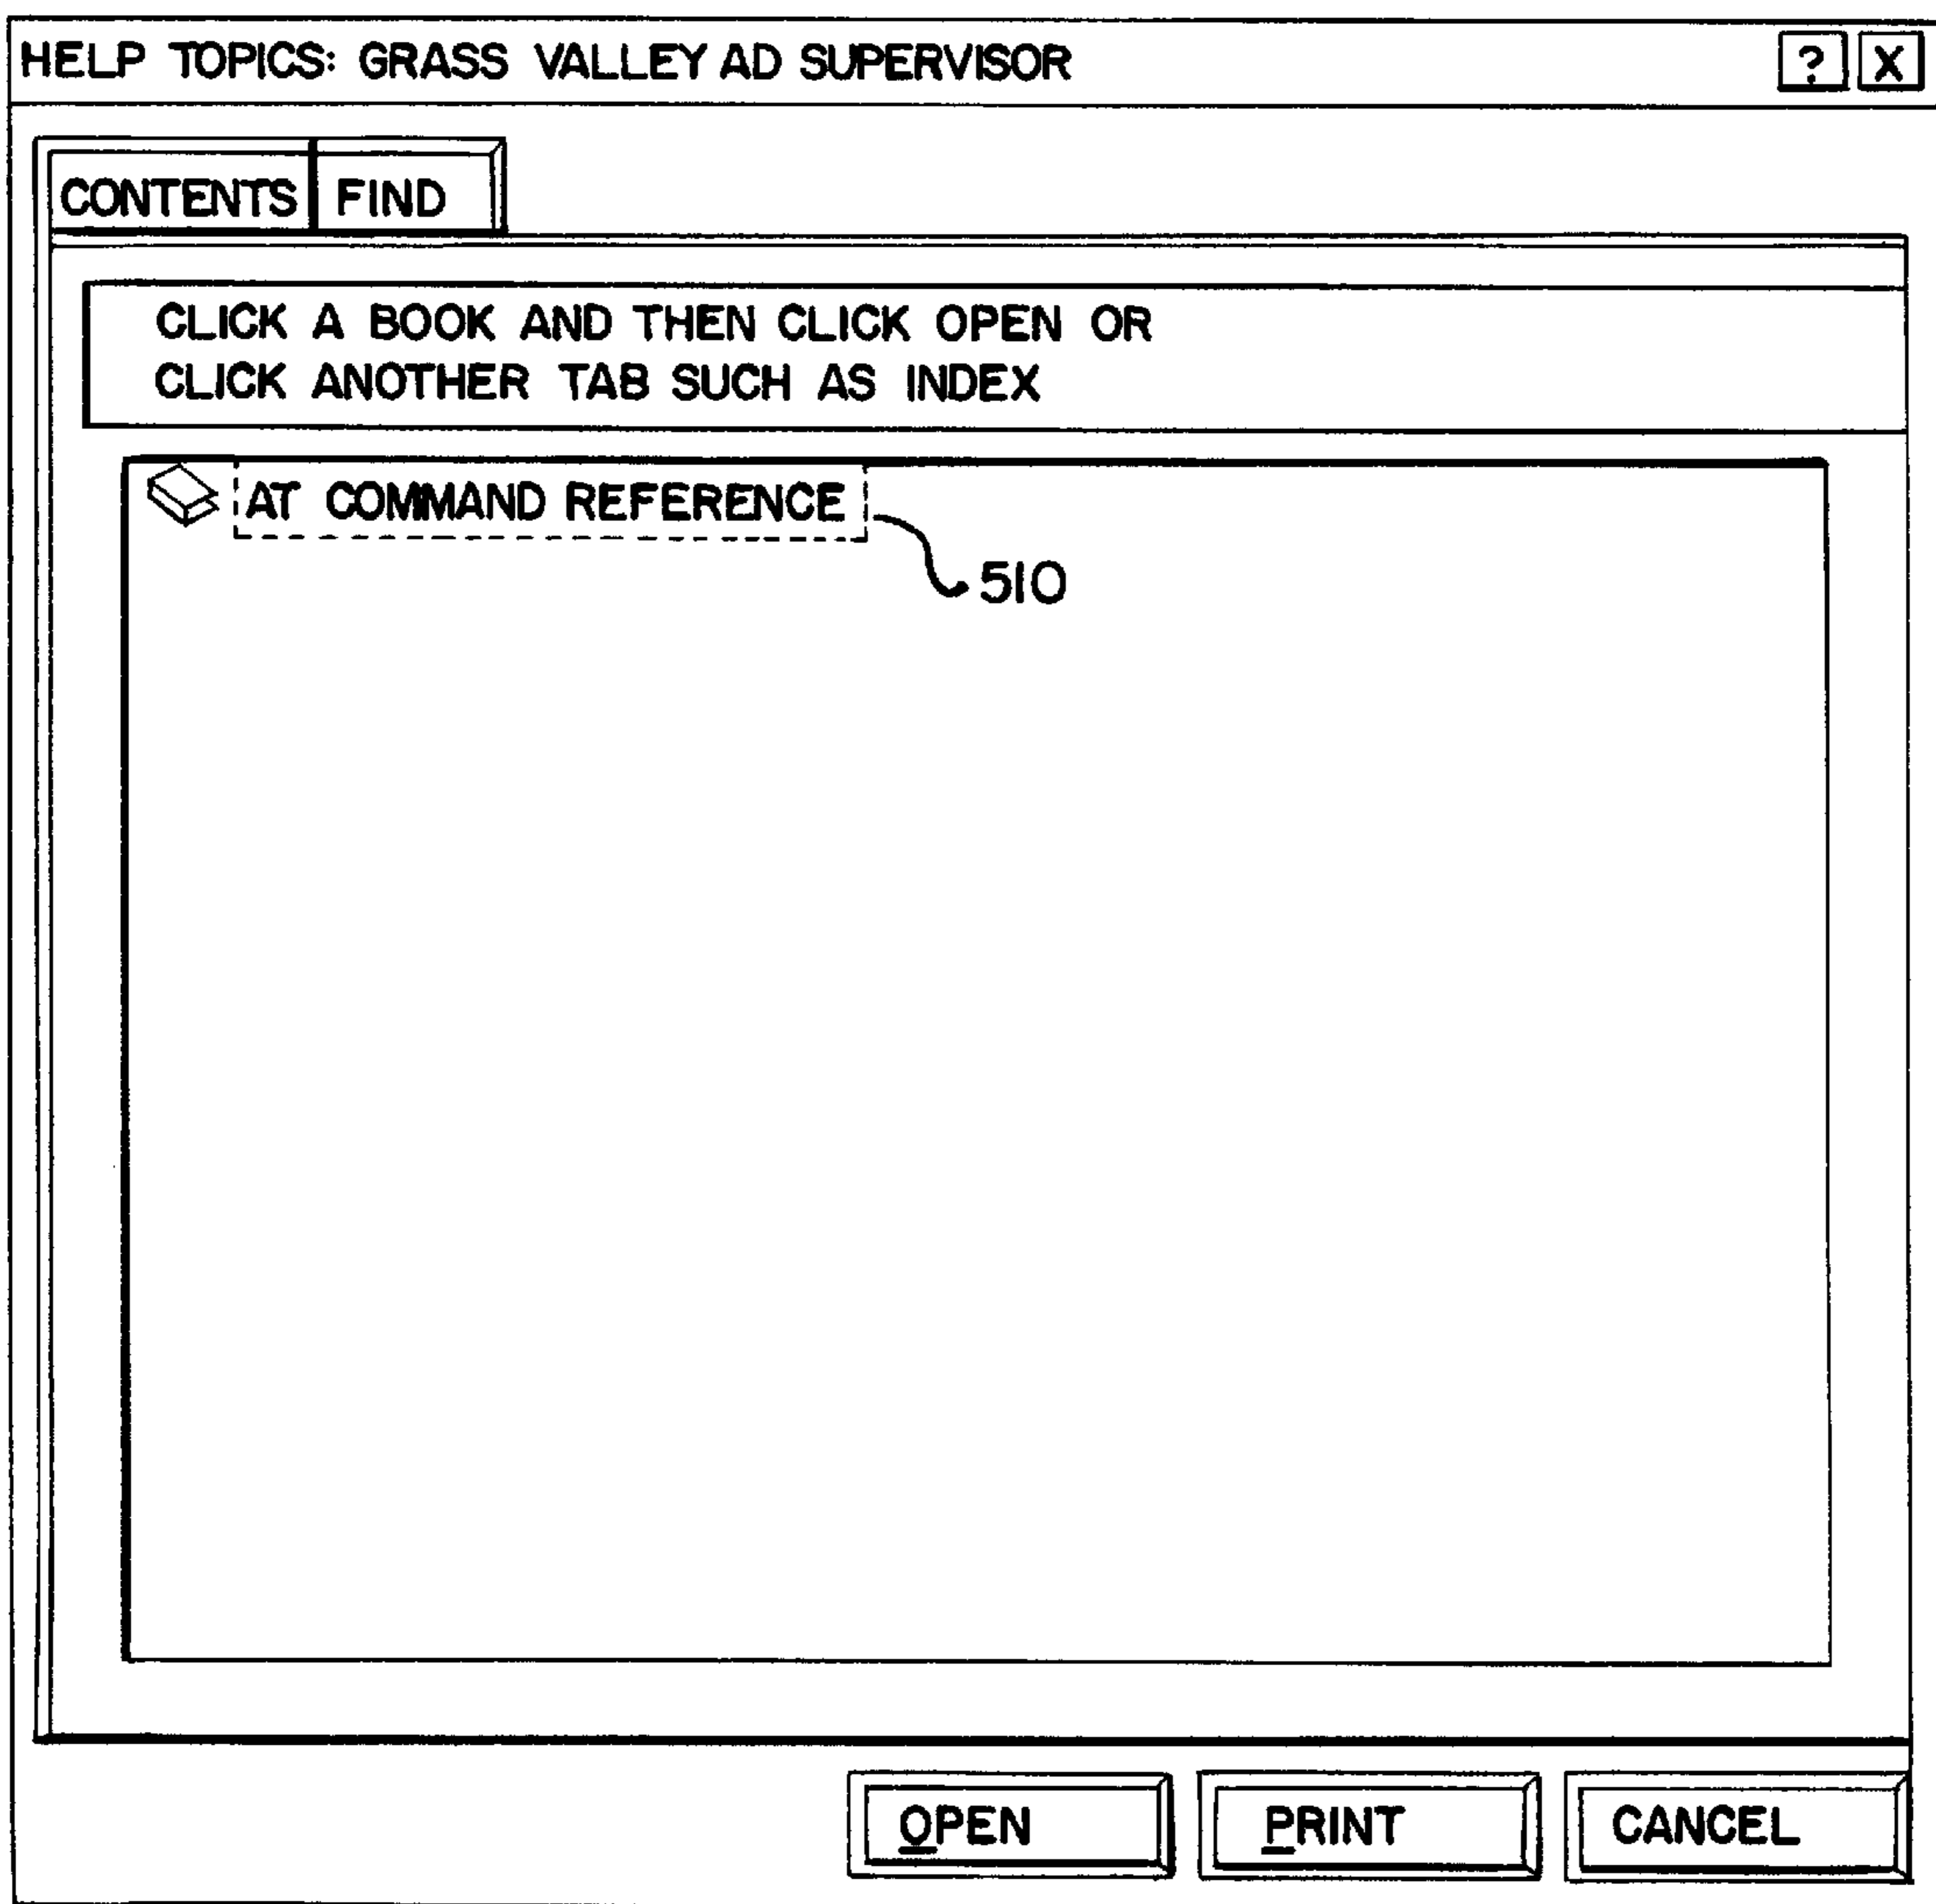 HELP TOPICS: GRASS VALLEY AD SUPERVISOR ? X
CONTENTS FIND
CLICK A BOOK AND THEN CLICK OPEN OR
CLICK ANOTHER TAB SUCH AS INDEX
AT COMMAND REFERENCE
510
OPEN PRINT CANCEL